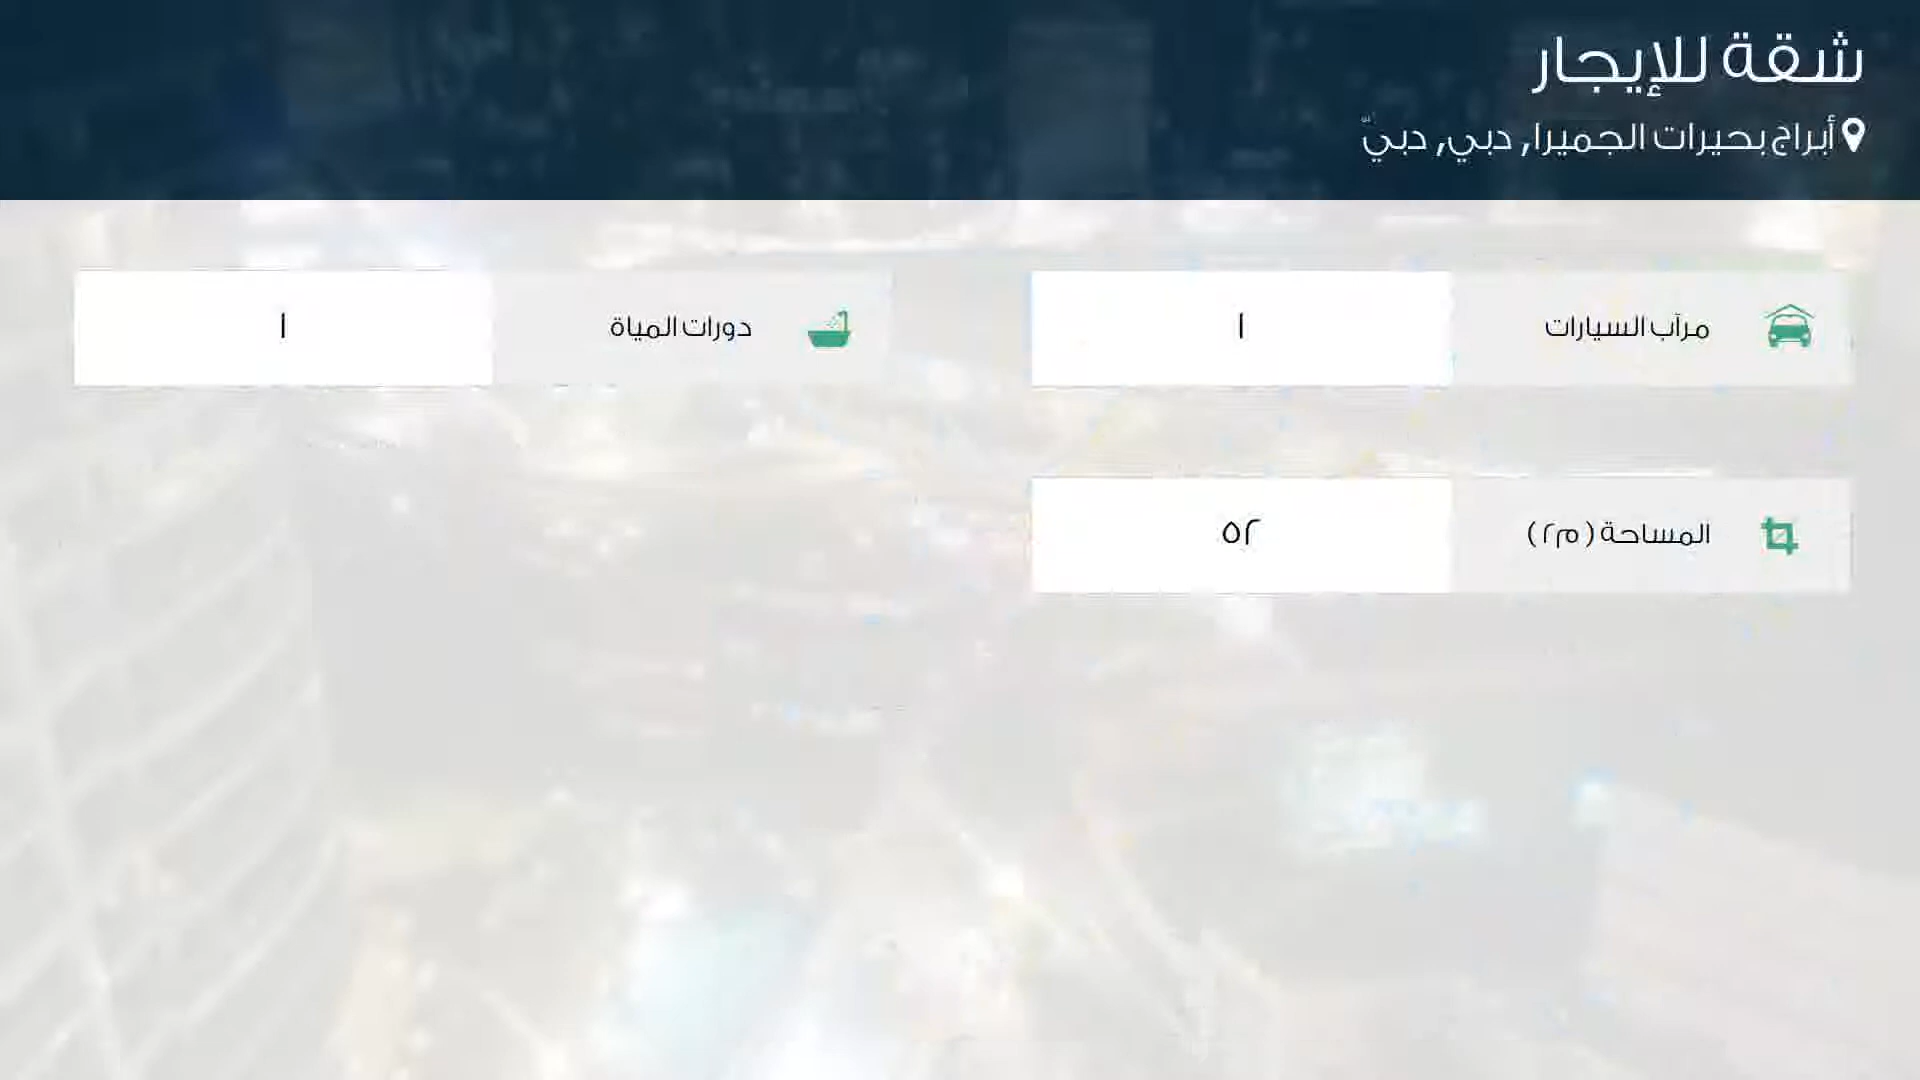 شقة للإيجار
أبراج بحيرات الجميرا, دبي, دبيّ
مرآب السيارات
١
دورات المياة
١
المساحة (م٢)
٥٢